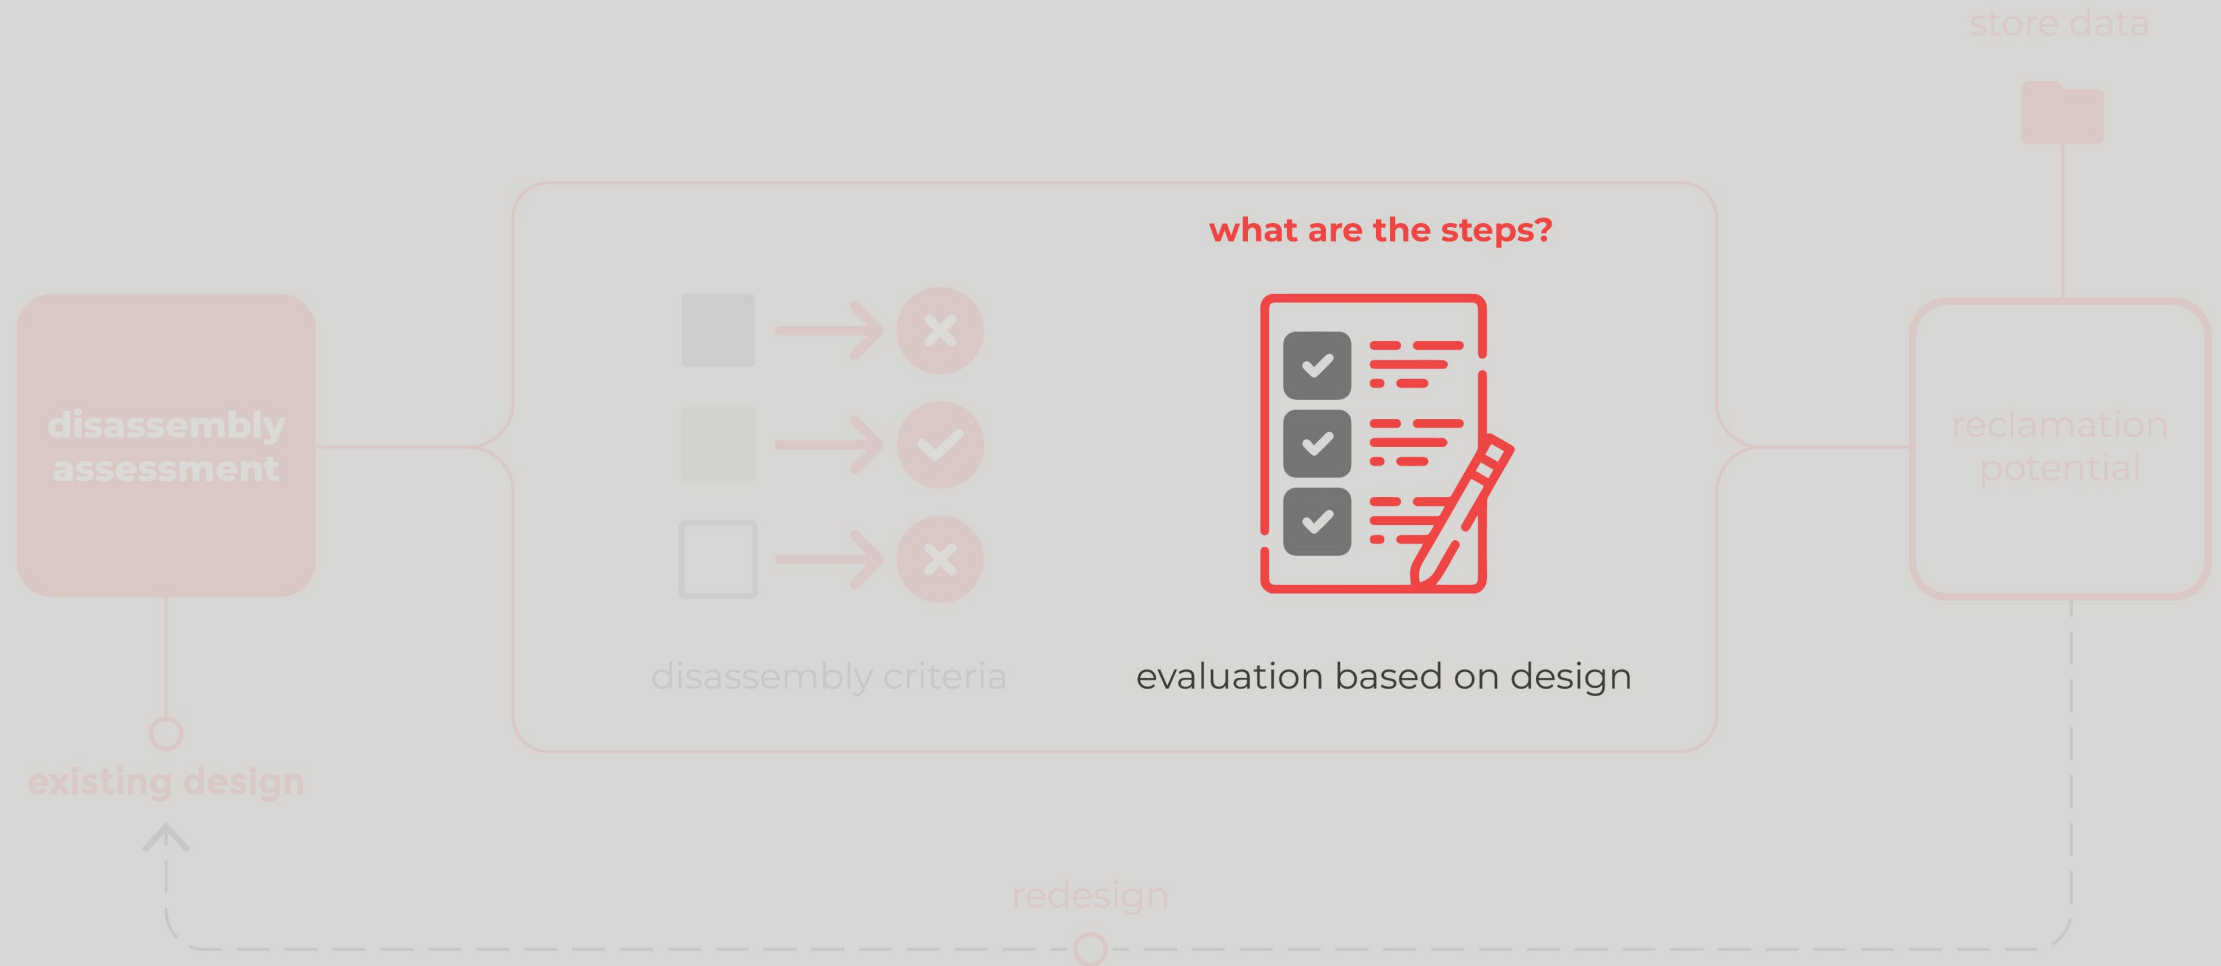 store data
what are the steps?
disassembly
assessment
reclamation
potential
disassembly criteria
evaluation based on design
existing design
redesign